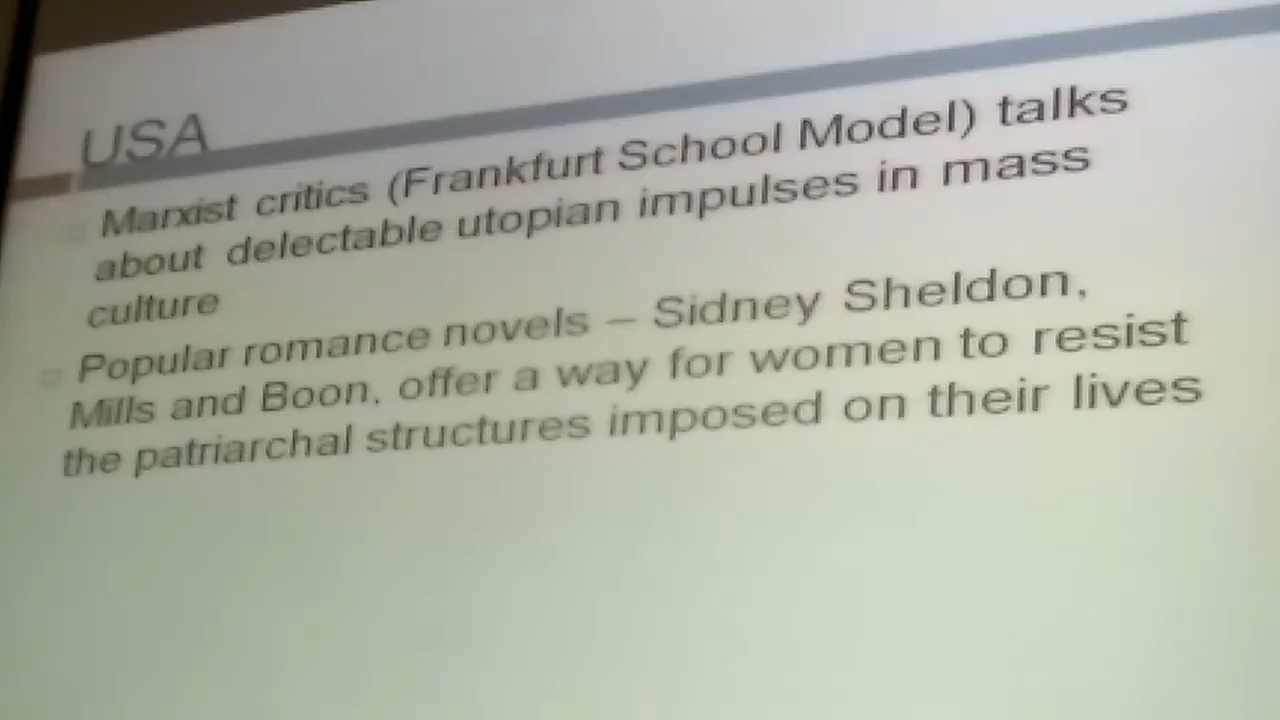 USA
Marxist critics (Frankfurt School Model) talks
about delectable utopian impulses in mass
culture
Popular romance novels – Sidney Sheldon,
Mills and Boon, offer a way for women to resist
the patriarchal structures imposed on their lives